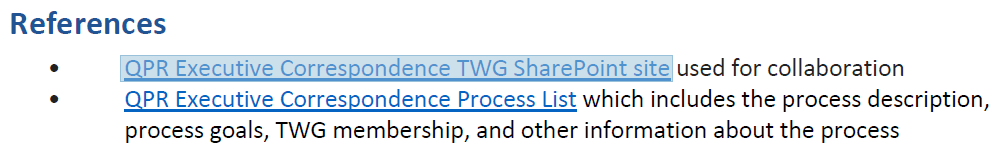 References
• QPR Executive Correspondence TWG SharePoint site used for collaboration
• QPR Executive Correspondence Process List which includes the process description,
process goals, TWG membership, and other information about the process